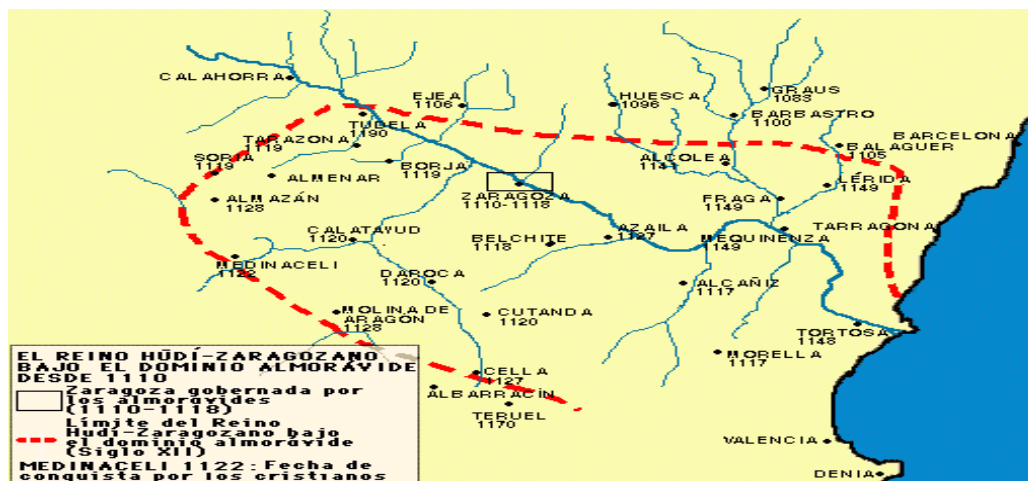 CALAHORRA
EJEA
1106
HUESCA
1096
GRAUS
1083
BARBASTRO
1100
BARCELONA
TUDELA
1190
TARAZONA
1119
BALAGUER
1105
SORIA
1119
BORJA
1119
ALCOLEA
1141
ALMENAR
LÉRIDA
1149
ZARAGOZA
1110-1118
ALMAZÁN
1128
FRAGA
1149
CALATAYUD
1120
BELCHITE
1118
AZAILA
1127
MEQUINENZA
1149
TARRAGONA
MEDINACELI
1122
DAROCA
1120
ALCAÑIZ
1117
MOLINA DE
ARAGÓN
1128
CUTANDA
1120
TORTOSA
1148
MORELLA
1117
CELLA
1127
ALBARRACÍN
TERUEL
1170
VALENCIA
DENIA
EL REINO HŪDÍ-ZARAGOZANO
BAJO EL DOMINIO ALMORÁVIDE
DESDE 1110
Zaragoza gobernada por
los almorávides
(1110-1118)
Límite del Reino
Hudí-Zaragozano bajo
el dominio almorávide
(Siglo XII)
MEDINACELI 1122: Fecha de
conquista por los cristianos